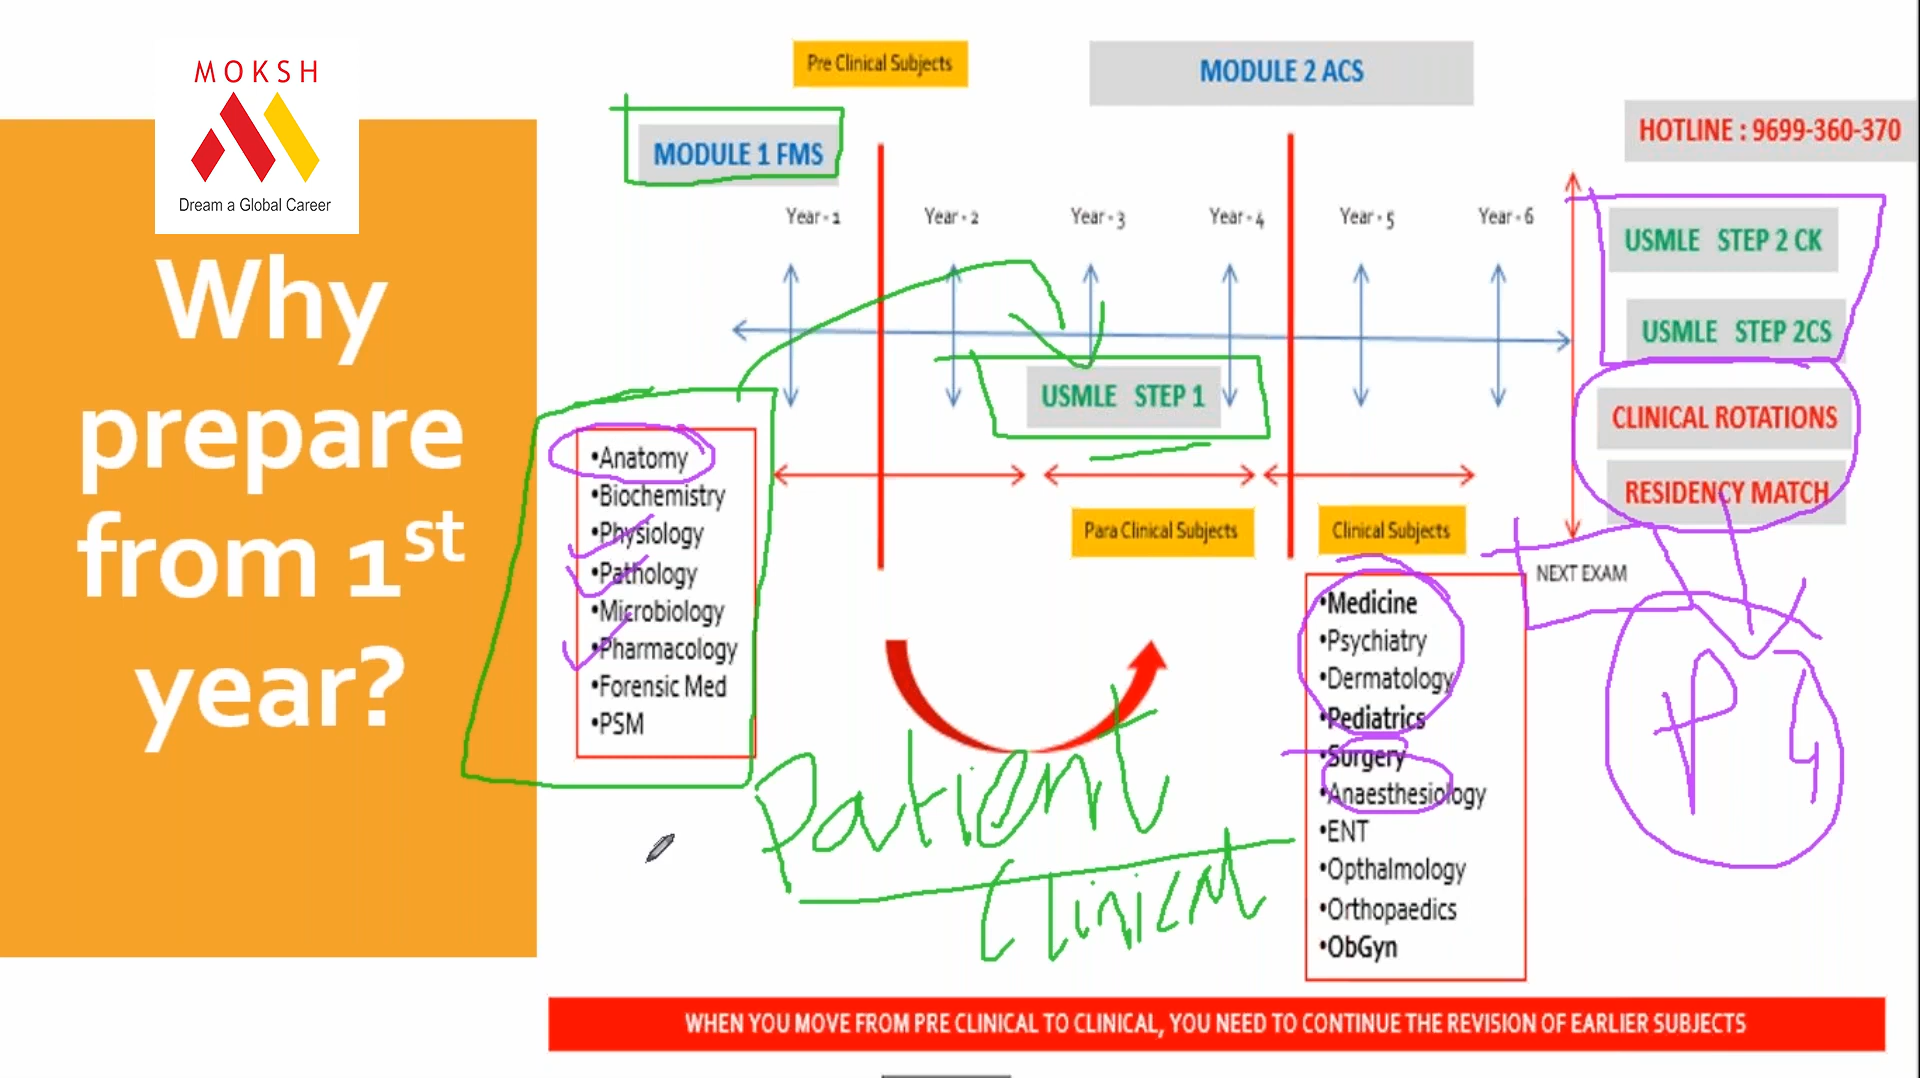 MOKSH
Dream a Global Career
Why
prepare
from 1st
year?
Pre Clinical Subjects
MODULE 2 ACS
HOTLINE : 9699-360-370
MODULE 1 FMS
Year - 1
Year - 2
Year - 3
Year - 4
Year - 5
Year - 6
USMLE STEP 2 CK
USMLE STEP 2CS
USMLE STEP 1
CLINICAL ROTATIONS
RESIDENCY MATCH
•Anatomy
•Biochemistry
•Physiology
•Pathology
•Microbiology
•Pharmacology
•Forensic Med
•PSM
Para Clinical Subjects
Clinical Subjects
NEXT EXAM
•Medicine
•Psychiatry
•Dermatology
•Pediatrics
•Surgery
•Anaesthesiology
•ENT
•Opthalmology
•Orthopaedics
•ObGyn
Patient
Clinical
WHEN YOU MOVE FROM PRE CLINICAL TO CLINICAL, YOU NEED TO CONTINUE THE REVISION OF EARLIER SUBJECTS